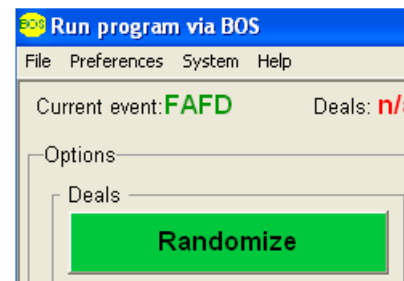 BOS Run program via BOS
File Preferences System Help
Current event:FAFD Deals: n/
Options
Deals
Randomize